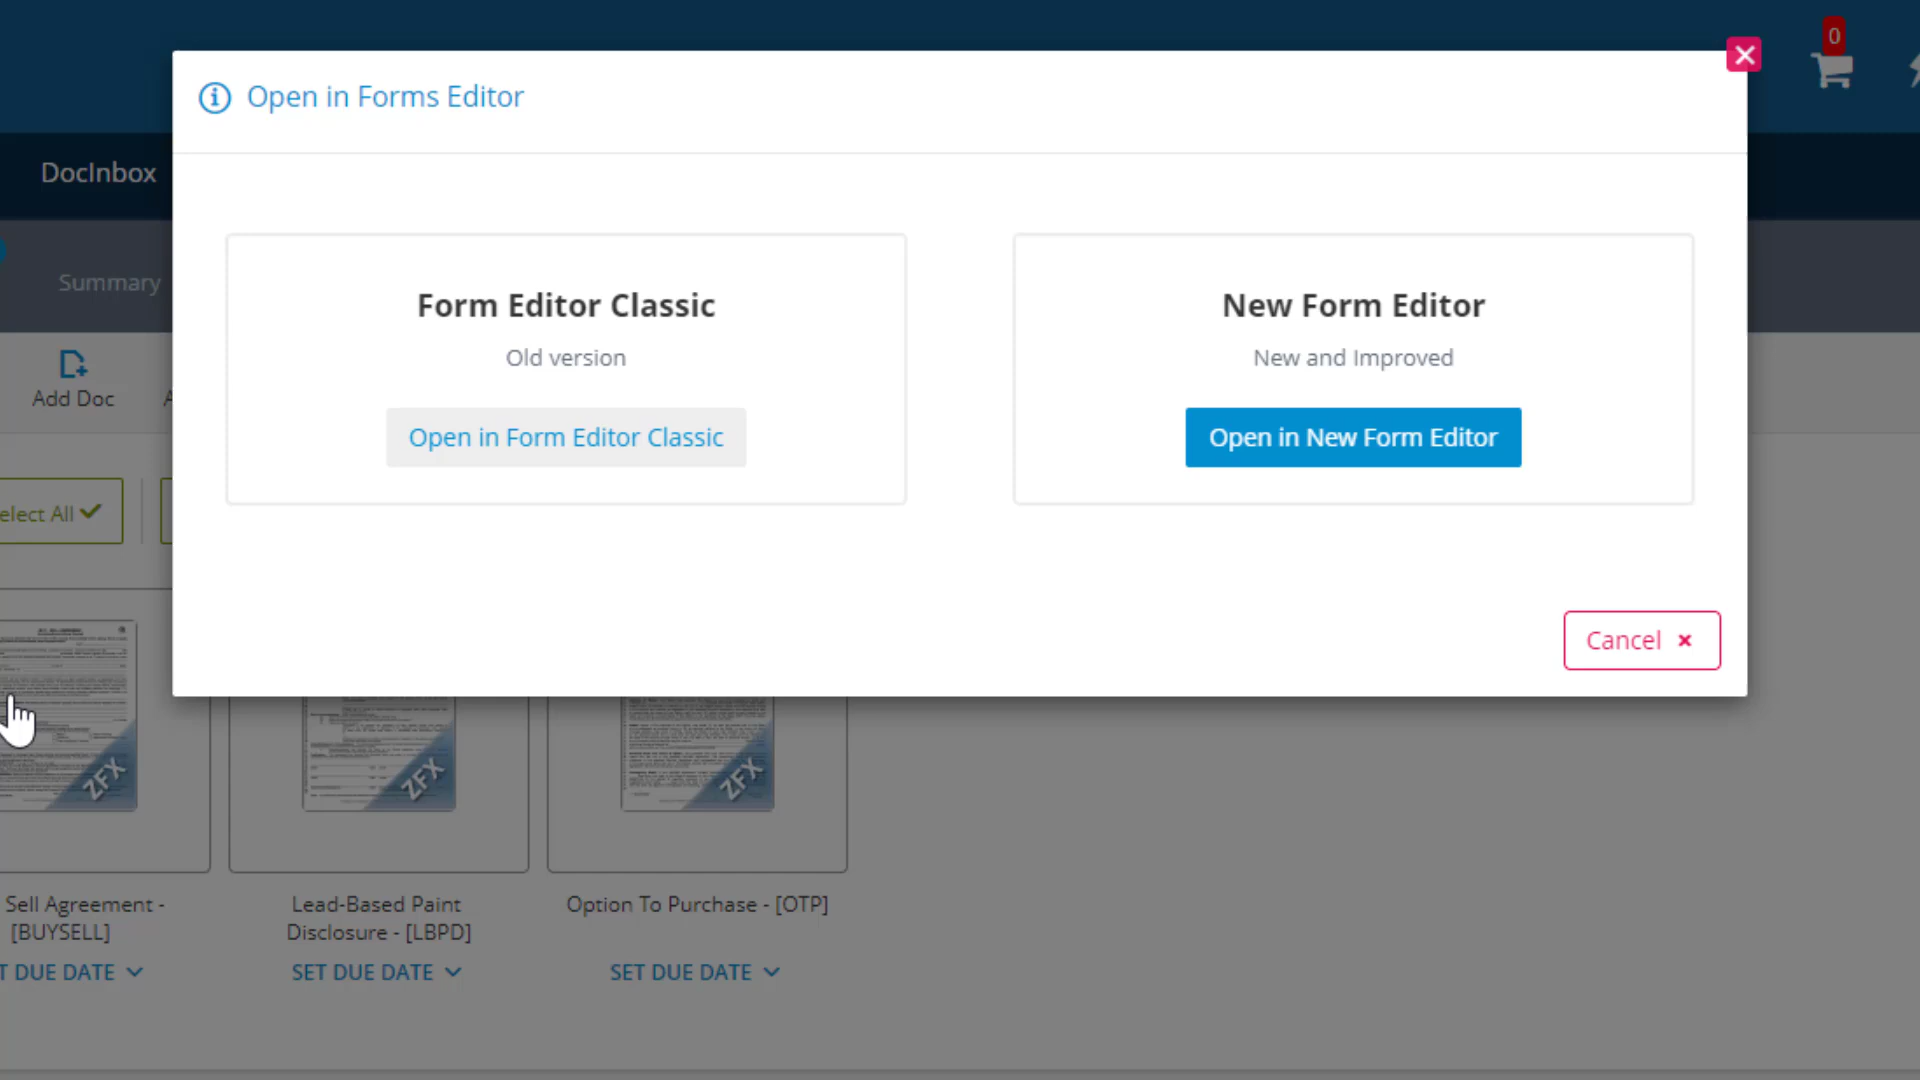 0
Open in Forms Editor
DocInbox
Summary
Form Editor Classic
Old version
Open in Form Editor Classic
New Form Editor
New and Improved
Open in New Form Editor
Add Doc
A
elect All
Cancel ×
ZFX
ZFX
ZFX
Sell Agreement -
[BUYSELL]
T DUE DATE
Lead-Based Paint
Disclosure - [LBPD]
SET DUE DATE
Option To Purchase - [OTP]
SET DUE DATE